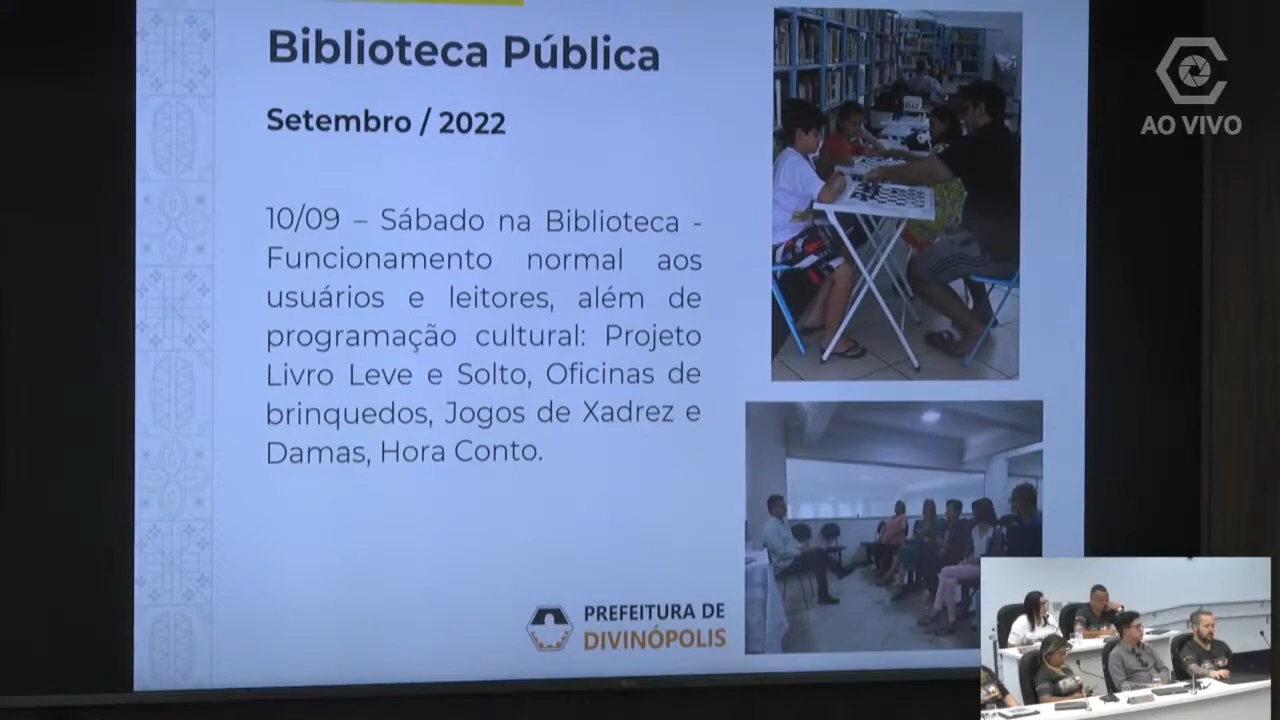 Biblioteca Pública
Setembro / 2022
10/09 – Sábado na Biblioteca -
Funcionamento normal aos
usuários e leitores, além de
programação cultural: Projeto
Livro Leve e Solto, Oficinas de
brinquedos, Jogos de Xadrez e
Damas, Hora Conto.
PREFEITURA DE
DIVINÓPOLIS
AO VIVO